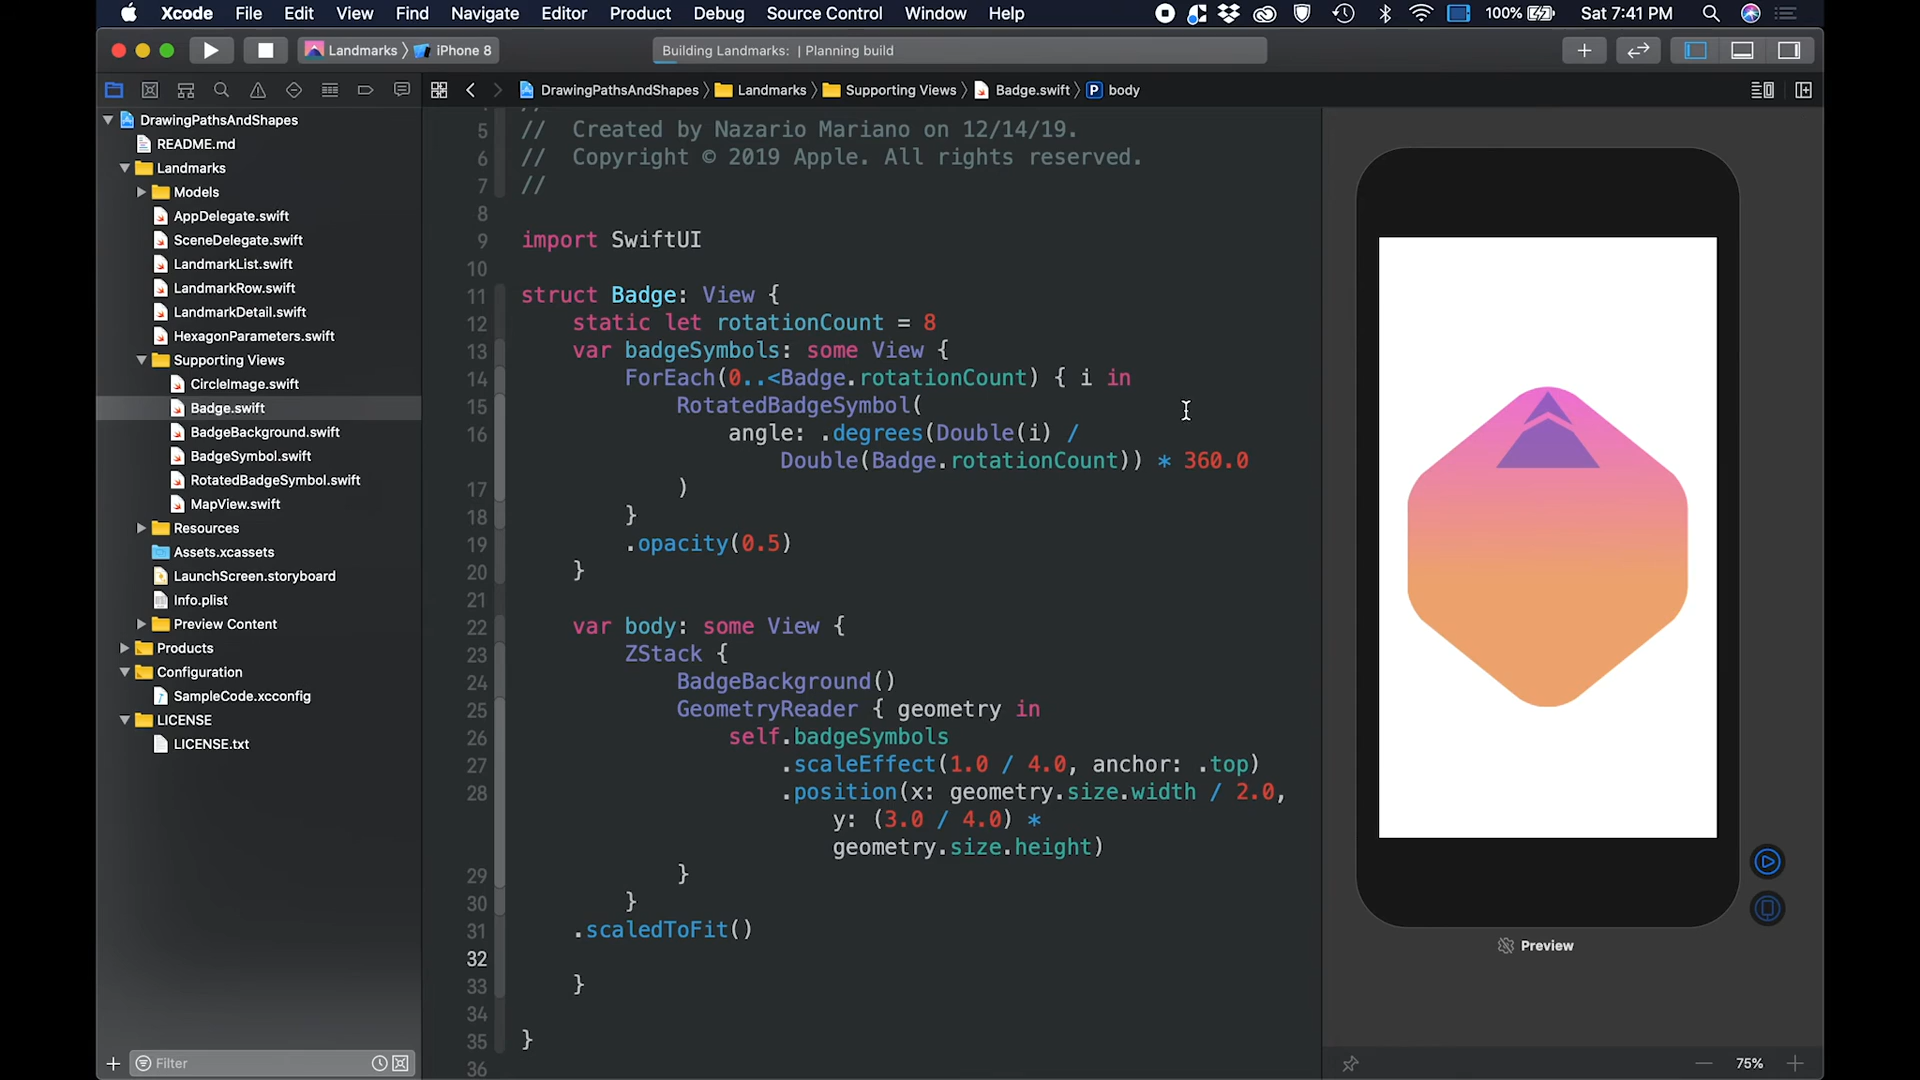 Xcode File Edit View Find Navigate Editor Product Debug Source Control Window Help 100% Sat 7:41 PM
Landmarks iPhone 8 Building Landmarks: | Planning build
DrawingPathsAndShapes Landmarks Supporting Views Badge.swift P body
DrawingPathsAndShapes
README.md
Landmarks
Models
AppDelegate.swift
SceneDelegate.swift
LandmarkList.swift
LandmarkRow.swift
LandmarkDetail.swift
HexagonParameters.swift
Supporting Views
CircleImage.swift
Badge.swift
BadgeBackground.swift
BadgeSymbol.swift
RotatedBadgeSymbol.swift
MapView.swift
Resources
Assets.xcassets
LaunchScreen.storyboard
Info.plist
Preview Content
Products
Configuration
SampleCode.xcconfig
LICENSE
LICENSE.txt
Filter
5 // Created by Nazario Mariano on 12/14/19.
6 // Copyright © 2019 Apple. All rights reserved.
7 //
8
9 import SwiftUI
10
11 struct Badge: View {
12 static let rotationCount = 8
13 var badgeSymbols: some View {
14 ForEach(0..<Badge.rotationCount) { i in
15 RotatedBadgeSymbol(
16 angle: .degrees(Double(i) /
Double(Badge.rotationCount)) * 360.0
17 )
18 }
19 .opacity(0.5)
20 }
21
22 var body: some View {
23 ZStack {
24 BadgeBackground()
25 GeometryReader { geometry in
26 self.badgeSymbols
27 .scaleEffect(1.0 / 4.0, anchor: .top)
28 .position(x: geometry.size.width / 2.0,
y: (3.0 / 4.0) *
geometry.size.height)
29 }
30 }
31 .scaledToFit()
32
33 }
34
35 }
36
Preview
75%